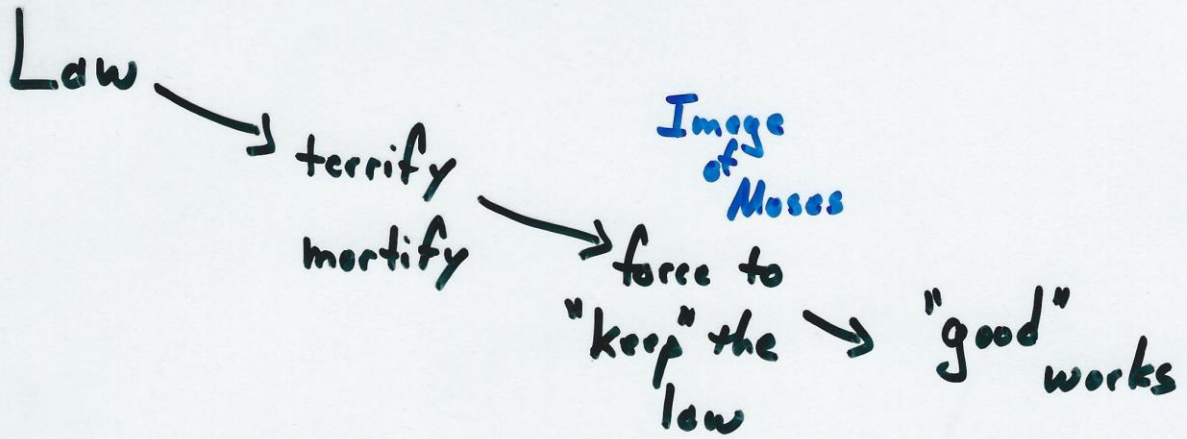 Law
terrify
mortify
Image
of
Moses
force to
"keep" the
law
"good"
works